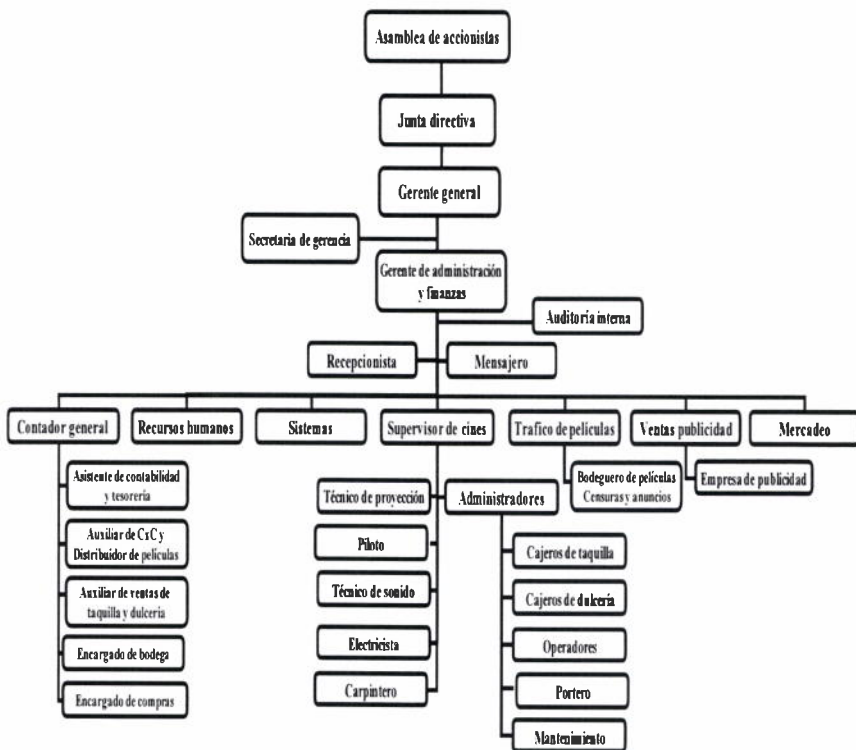 Asamblea de accionistas
Junta directiva
Gerente general
Secretaria de gerencia
Gerente de administración
y finanzas
Auditoría interna
Recepcionista
Mensajero
Contador general
Recursos humanos
Sistemas
Supervisor de cines
Trafico de películas
Ventas publicidad
Mercadeo
Asistente de contabilidad
y tesorería
Auxiliar de CxC y
Distribuidor de películas
Auxiliar de ventas de
taquilla y dulcería
Encargado de bodega
Encargado de compras
Técnico de proyección
Piloto
Técnico de sonido
Electricista
Carpintero
Administradores
Cajeros de taquilla
Cajeros de dulcería
Operadores
Portero
Mantenimiento
Bodeguero de películas
Censuras y anuncios
Empresa de publicidad